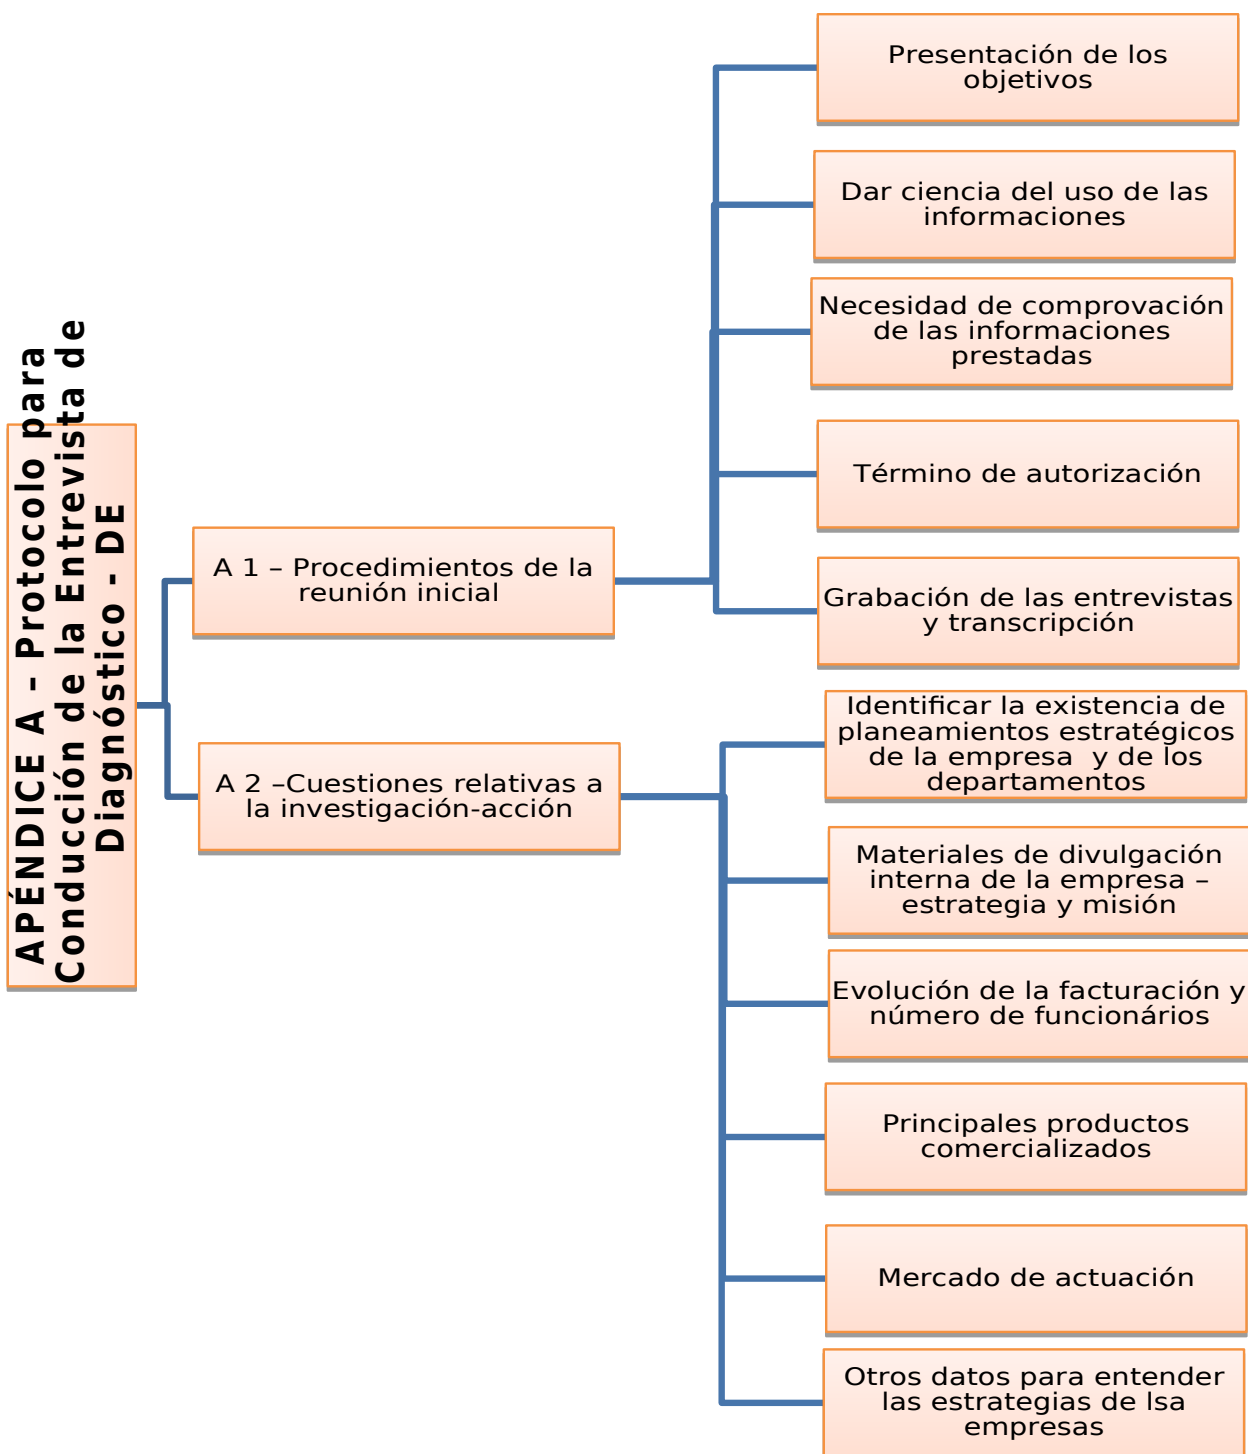 APÉNDICE A – Protocolo para
Conducción de la Entrevista de
Diagnóstico - DE
A 1 – Procedimientos de la
reunión inicial
Presentación de los
objetivos
Dar ciencia del uso de las
informaciones
Necesidad de comprovación
de las informaciones
prestadas
Término de autorización
Grabación de las entrevistas
y transcripción
A 2 –Cuestiones relativas a
la investigación-acción
Identificar la existencia de
planeamientos estratégicos
de la empresa  y de los
departamentos
Materiales de divulgación
interna de la empresa –
estrategia y misión
Evolución de la facturación y
número de funcionários
Principales productos
comercializados
Mercado de actuación
Otros datos para entender
las estrategias de lsa
empresas